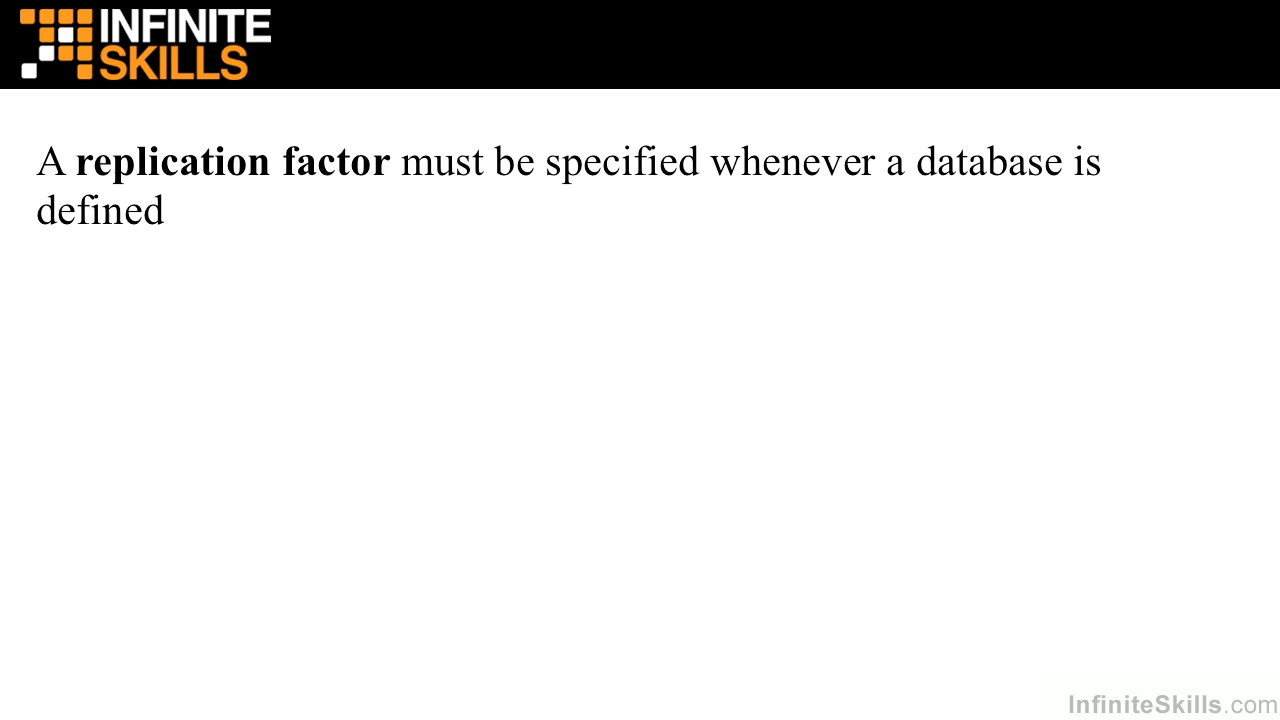 INFINITE
SKILLS
A replication factor must be specified whenever a database is
defined
InfiniteSkills.com